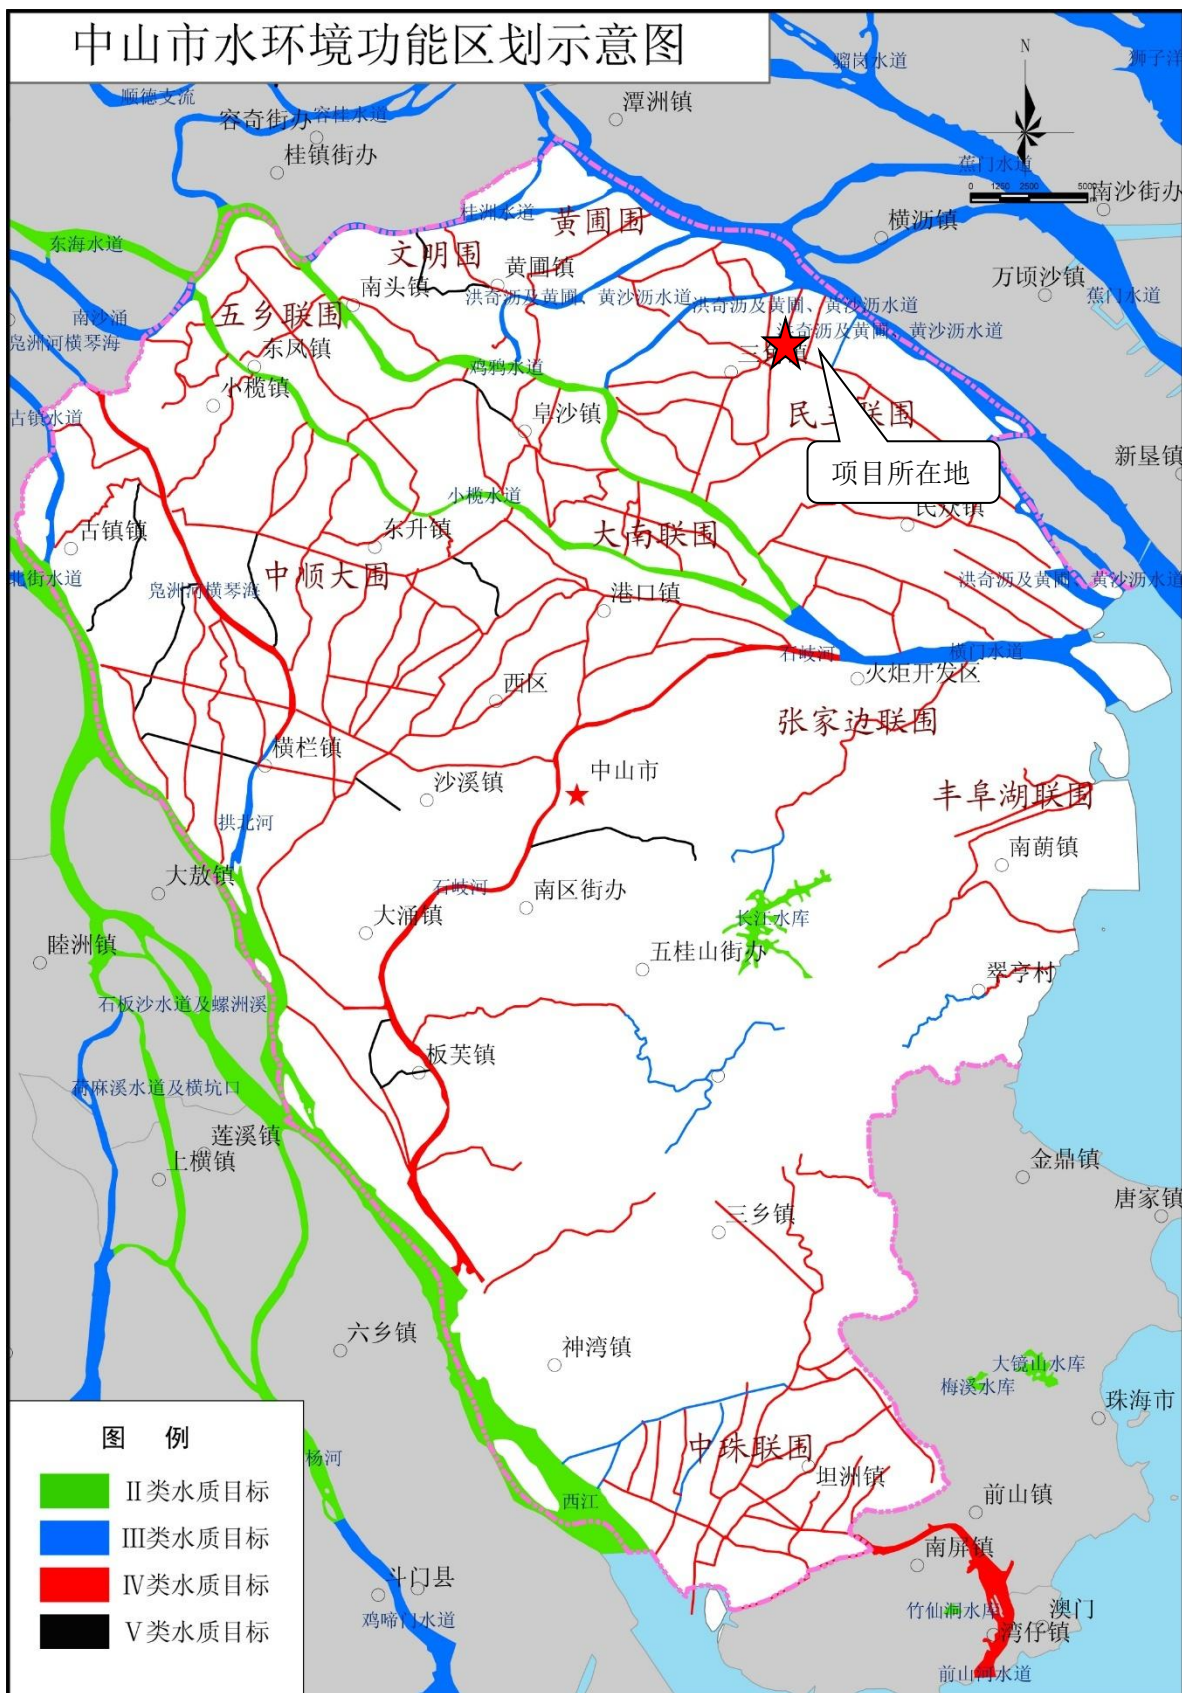 中山市水环境功能区划示意图
骝岗水道
狮子洋
N
顺德支流
容奇街办
容桂水道
潭洲镇
桂镇街办
蕉门水道
0 1250 2500 5000
南沙街办
横沥镇
桂洲水道
黄圃围
东海水道
文明围
黄圃镇
万顷沙镇
南头镇
洪奇沥及黄圃、黄沙沥水道
洪奇沥及黄圃、黄沙沥水道
蕉门水道
南沙涌
五乡联围
洪奇沥及黄圃、黄沙沥水道
凫洲河横琴海
东凤镇
鸡鸦水道
小榄镇
阜沙镇
古镇水道
新垦镇
项目所在地
小榄水道
民众镇
古镇镇
东升镇
大南联围
北街水道
中顺大围
凫洲河横琴海
洪奇沥及黄圃、黄沙沥水道
港口镇
石岐河
横门水道
火炬开发区
西区
张家边联围
横栏镇
中山市
沙溪镇
丰阜湖联围
拱北河
南蓢镇
大敖镇
石岐河
南区街办
长江水库
大涌镇
睦洲镇
五桂山街办
翠亨村
石板沙水道及螺洲溪
板芙镇
荷麻溪水道及横坑口
莲溪镇
上横镇
金鼎镇
唐家镇
三乡镇
六乡镇
神湾镇
大镜山水库
梅溪水库
珠海市
图 例
中珠联围
杨河
坦洲镇
Ⅱ类水质目标
西江
前山镇
Ⅲ类水质目标
南屏镇
Ⅳ类水质目标
斗门县
竹仙洞水库
澳门
鸡啼门水道
湾仔镇
Ⅴ类水质目标
前山河水道